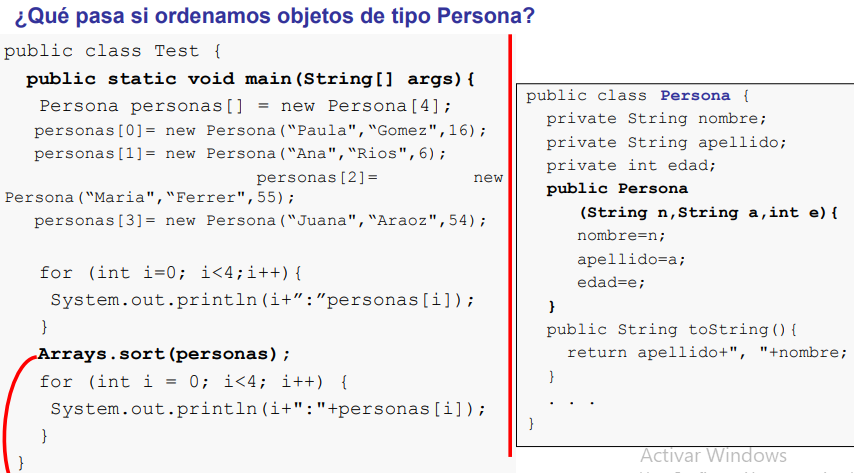 ¿Qué pasa si ordenamos objetos de tipo Persona?
public class Test {
public static void main(String[] args){
Persona personas[] = new Persona[4];
personas[0]= new Persona(“Paula",“Gomez",16);
personas[1]= new Persona(“Ana",“Rios",6);
personas[2]= new
Persona(“Maria",“Ferrer",55);
personas[3]= new Persona("Juana",“Araoz",54);
for (int i=0; i<4;i++){
System.out.println(i+”:”personas[i]);
}
Arrays.sort(personas);
for (int i = 0; i<4; i++) {
System.out.println(i+":"+personas[i]);
}
}
public class Persona {
private String nombre;
private String apellido;
private int edad;
public Persona
(String n,String a,int e){
nombre=n;
apellido=a;
edad=e;
}
public String toString(){
return apellido+", "+nombre;
}
. . .
}
Activar Windows